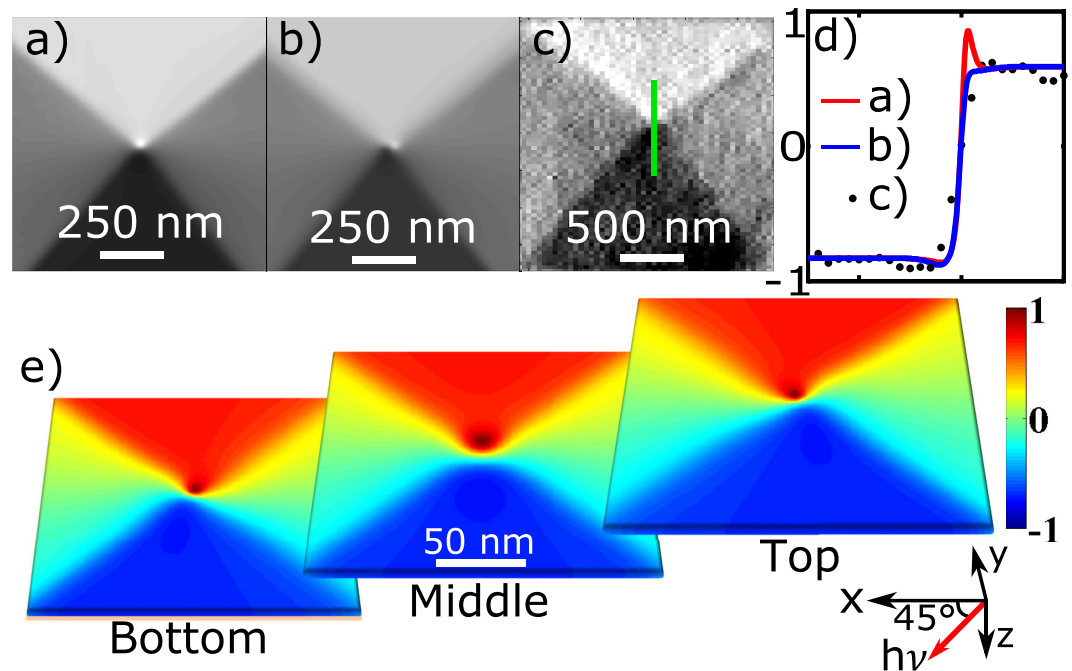 a)
b)
c)
d)
250 nm
250 nm
500 nm
1
0
-1
a)
b)
c)
e)
Bottom
50 nm
Middle
Top
1
0
-1
x
y
z
45°
hν